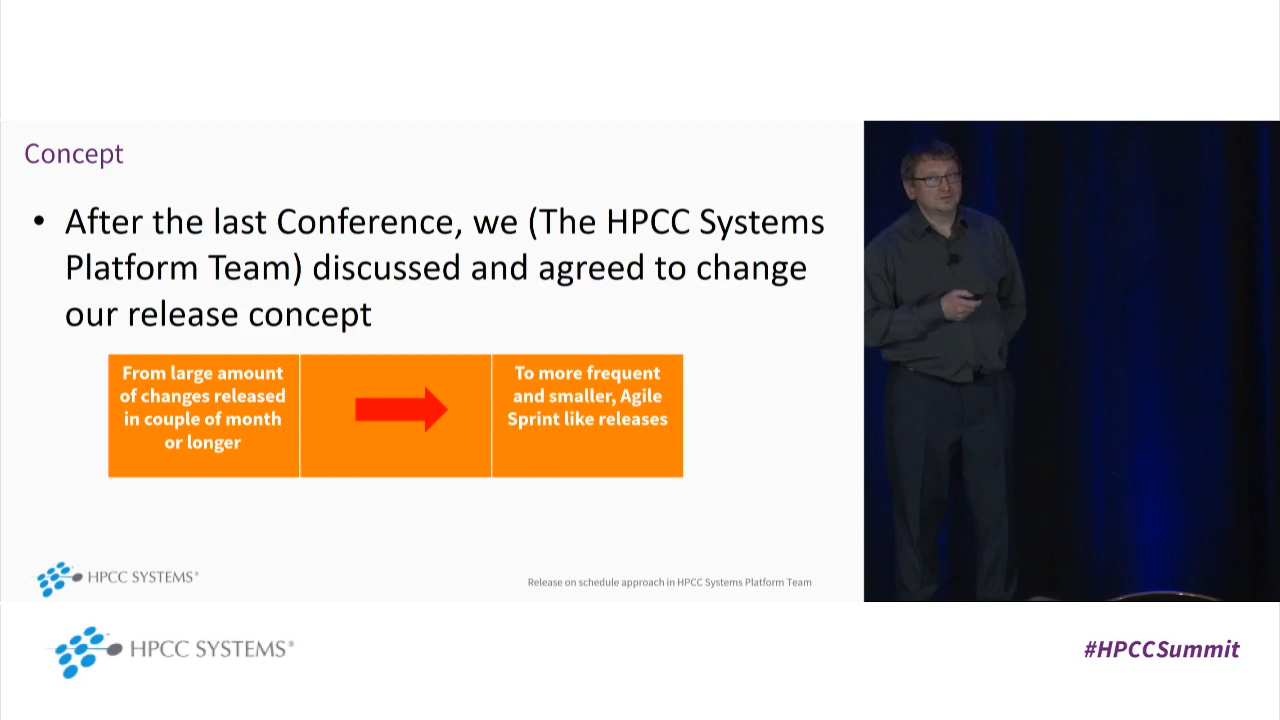 Concept
• After the last Conference, we (The HPCC Systems
Platform Team) discussed and agreed to change
our release concept
From large amount
of changes released
in couple of month
or longer
To more frequent
and smaller, Agile
Sprint like releases
HPCC SYSTEMS®
Release on schedule approach in HPCC Systems Platform Team
HPCC SYSTEMS®
#HPCCSummit